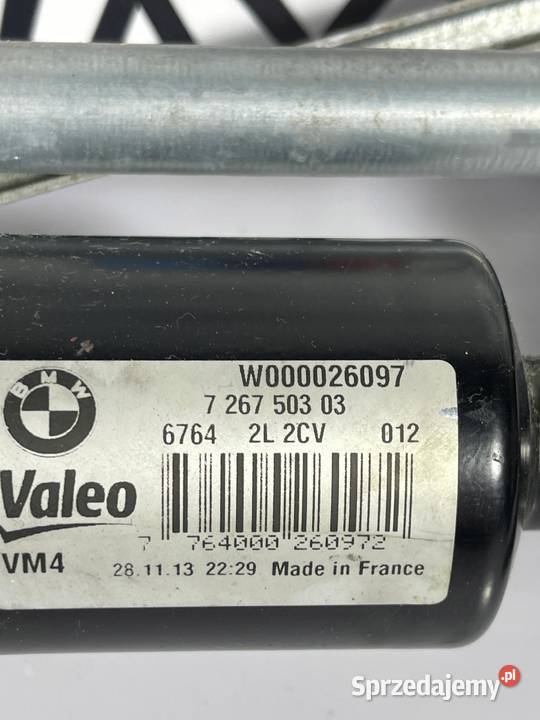 W000026097
7 267 503 03
6764 2L 2CV 012
BMW
Valeo
7 764000 260972
VM4
28.11.13 22:29 Made in France
Sprzedajemy.pl